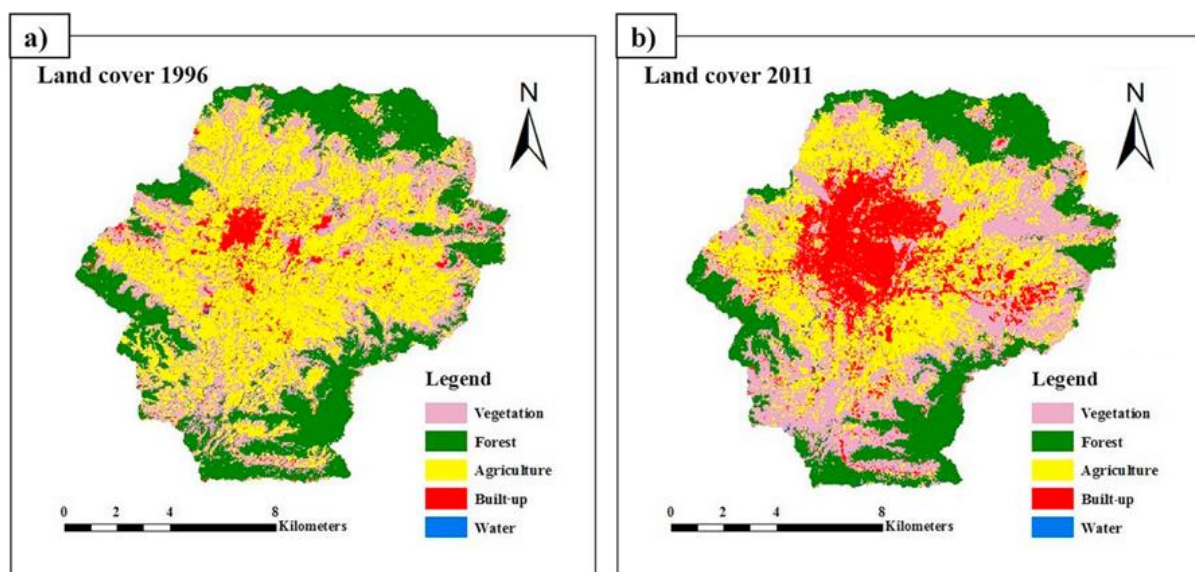 a)
Land cover 1996
N
Legend
Vegetation
Forest
Agriculture
Built-up
Water
0 2 4 8
Kilometers
b)
Land cover 2011
N
Legend
Vegetation
Forest
Agriculture
Built-up
Water
0 2 4 8
Kilometers